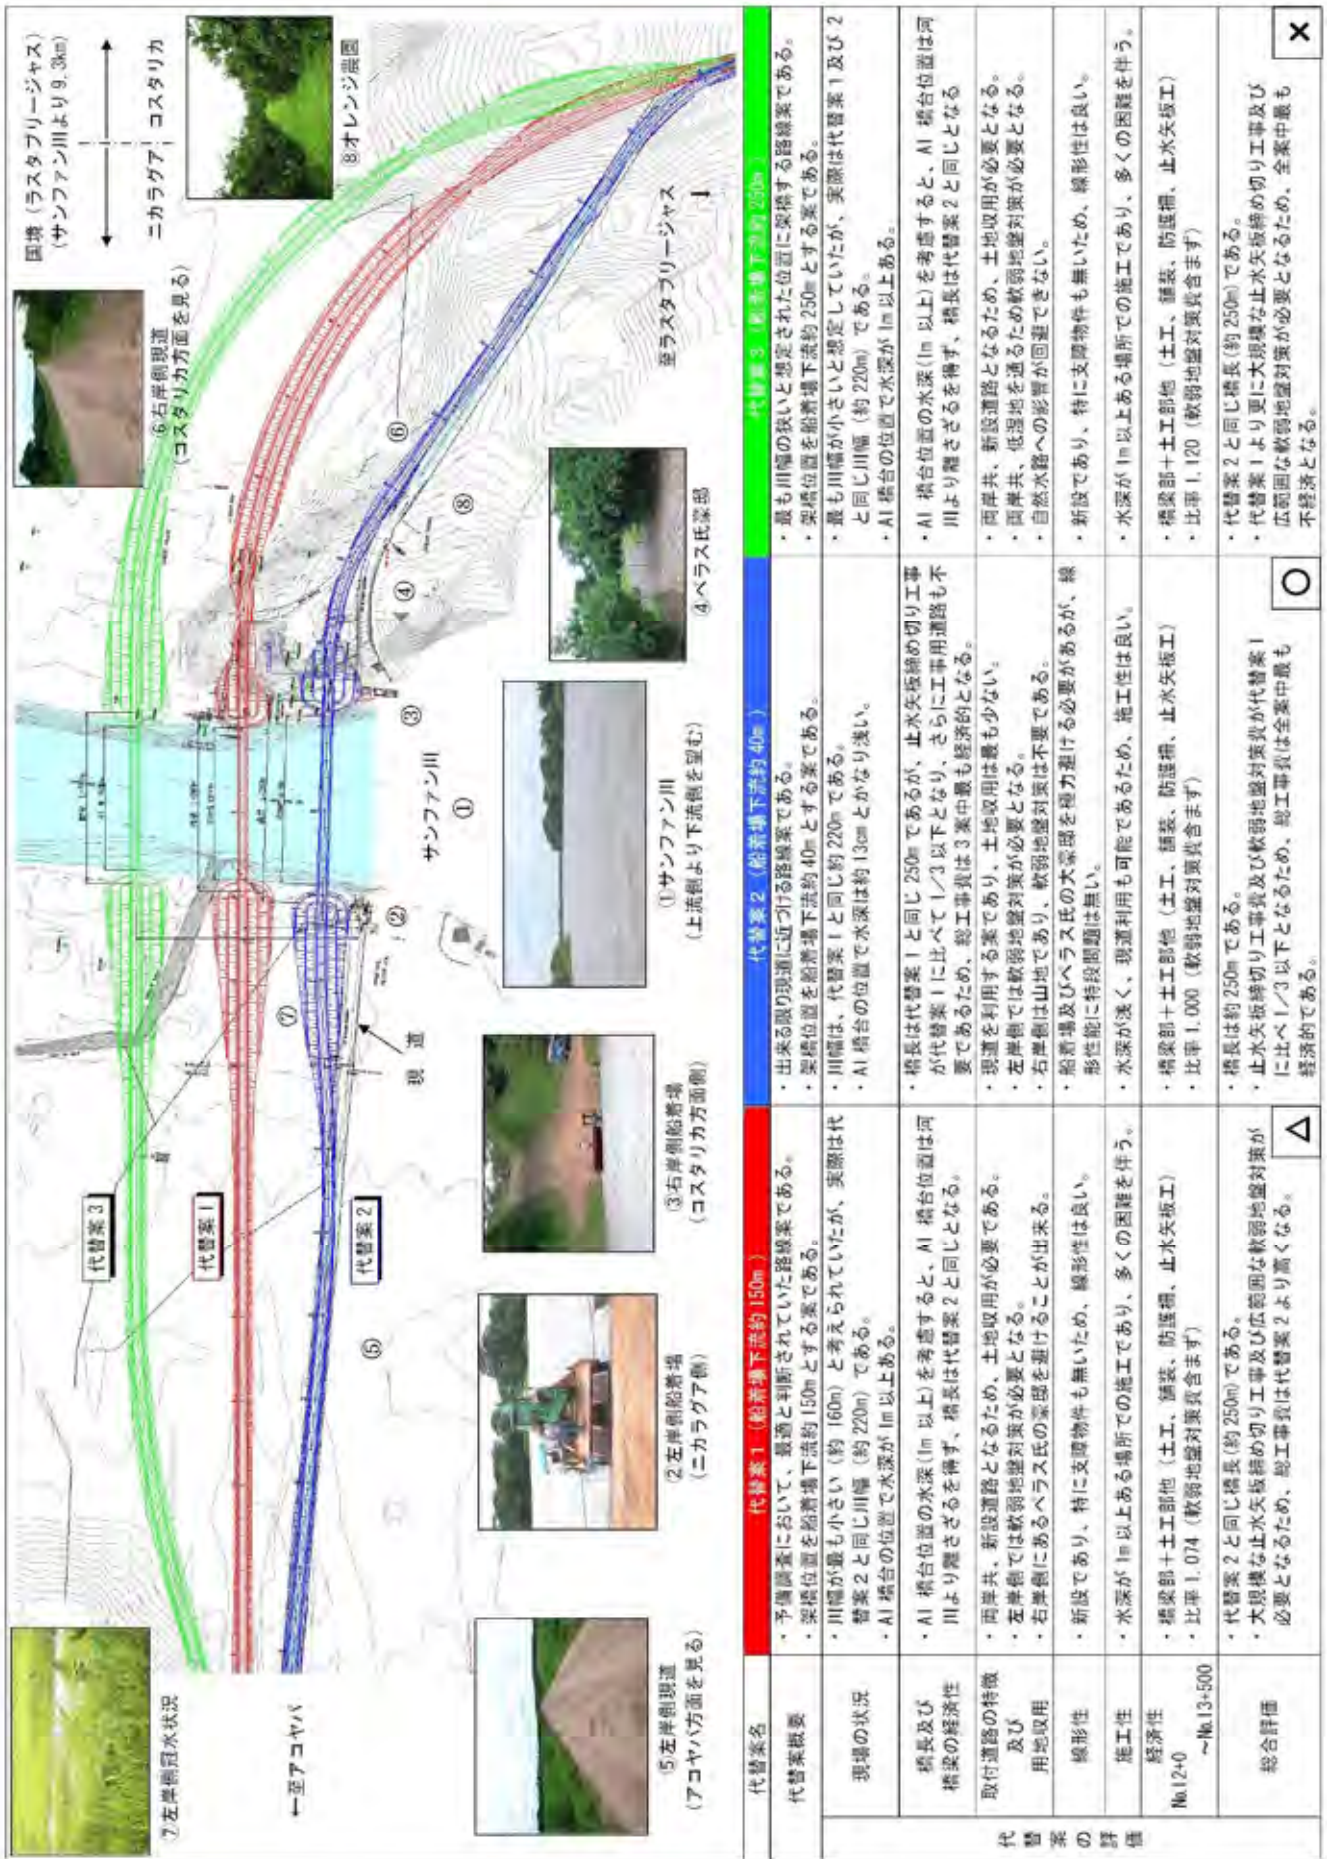 国境（ラスタブリージャス）
（サンファン川より9.3km）
ニカラグア
コスタリカ
⑦左岸側冠水状況
⑥右岸側現道
（コスタリカ方面を見る）
⑧オレンジ農園
←至アコヤパ
代替案3
代替案1
代替案2
現道
サンファン川
至ラスタブリージャス
①
②
③
④
⑤
⑥
⑦
⑧
⑤左岸側現道
（アコヤパ方面を見る）
②左岸側船着場
（ニカラグア側）
③右岸側船着場
（コスタリカ方面側）
①サンファン川
（上流側より下流側を望む）
④ベラス氏豪邸
代替案名
代替案1（船着場下流約150m）
代替案2（船着場下流約40m）
代替案3（船着場下流約250m）
代替案概要
・予備調査において、最適と判断されていた路線案である。
・架橋位置を船着場下流約150mとする案である。
・出来る限り現道に近づける路線案である。
・架橋位置を船着場下流約40mとする案である。
・最も川幅の狭いと想定された位置に架橋する路線案である。
・架橋位置を船着場下流約250mとする案である。
代替案の評価
現場の状況
・川幅が最も小さい（約160m）と考えられていたが、実際は代
替案2と同じ川幅（約220m）である。
・A1橋台の位置で水深が1m以上ある。
・川幅は、代替案1と同じ約220mである。
・A1橋台の位置で水深は約13cmとかなり浅い。
・最も川幅が小さいと想定していたが、実際は代替案1及び2
と同じ川幅（約220m）である。
・A1橋台の位置で水深が1m以上ある。
橋長及び
橋梁の経済性
・A1橋台位置の水深（1m以上）を考慮すると、A1橋台位置は河
川より離さざるを得ず、橋長は代替案2と同じとなる。
・橋長は代替案1と同じ250mであるが、止水矢板締め切り工事
が代替案1に比べて1/3以下となり、さらに工事用道路も不
要であるため、総工事費は3案中最も経済的となる。
・A1橋台位置の水深（1m以上）を考慮すると、A1橋台位置は河
川より離さざるを得ず、橋長は代替案2と同じとなる
取付道路の特徴
及び
用地収用
・両岸共、新設道路となるため、土地収用が必要である。
・左岸側では軟弱地盤対策が必要となる。
・右岸側にあるベラス氏の豪邸を避けることが出来る。
・現道を利用する案であり、土地収用は最も少ない。
・左岸側では軟弱地盤対策が必要となる。
・右岸側は山地であり、軟弱地盤対策は不要である。
・両岸共、新設道路となるため、土地収用が必要となる
・両岸共、低湿地を通るため軟弱地盤対策が必要となる。
・自然水路への影響が回避できない。
線形性
・新設であり、特に支障物件も無いため、線形性は良い。
・船着場及びベラス氏の大豪邸を極力避ける必要があるが、線
形性能に特段問題は無い。
・新設であり、特に支障物件も無いため、線形性は良い。
施工性
・水深が1m以上ある場所での施工であり、多くの困難を伴う。
・水深が浅く、現道利用も可能であるため、施工性は良い。
・水深が1m以上ある場所での施工であり、多くの困難を伴う。
経済性
No.12+0
～No.13+500
・橋梁部＋土工部他（土工、舗装、防護柵、止水矢板工）
・比率1.074（軟弱地盤対策費含まず）
・橋梁部＋土工部他（土工、舗装、防護柵、止水矢板工）
・比率1.000（軟弱地盤対策費含まず）
・橋梁部＋土工部他（土工、舗装、防護柵、止水矢板工）
・比率1.120（軟弱地盤対策費含まず）
総合評価
・代替案2と同じ橋長（約250m）である。
・大規模な止水矢板締め切り工事及び広範囲な軟弱地盤対策が
必要となるため、総工事費は代替案2より高くなる。
△
・橋長は約250mである。
・止水矢板締切り工事費及び軟弱地盤対策費が代替案1
に比べ1/3以下となるため、総工事費は全案中最も
経済的である。
○
・代替案2と同じ橋長（約250m）である。
・代替案1より更に大規模な止水矢板締め切り工事及び
広範囲な軟弱地盤対策が必要となるため、全案中最も
不経済となる。
×